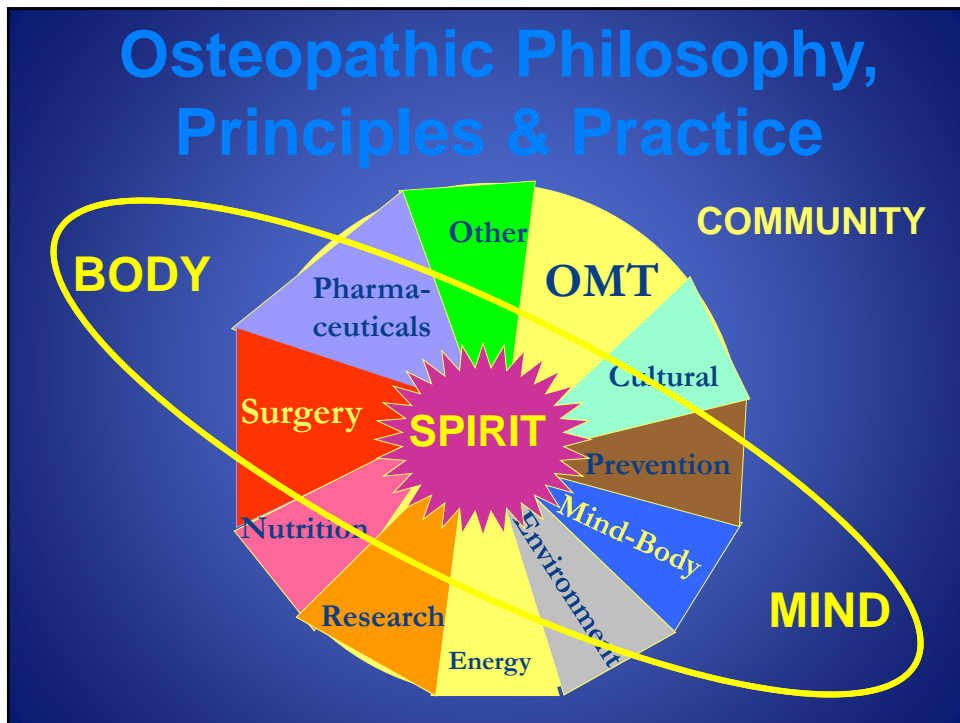 Osteopathic Philosophy,
Principles & Practice
COMMUNITY
BODY
MIND
SPIRIT
Other
OMT
Cultural
Prevention
Mind-Body
Environment
Energy
Research
Nutrition
Surgery
Pharma-
ceuticals